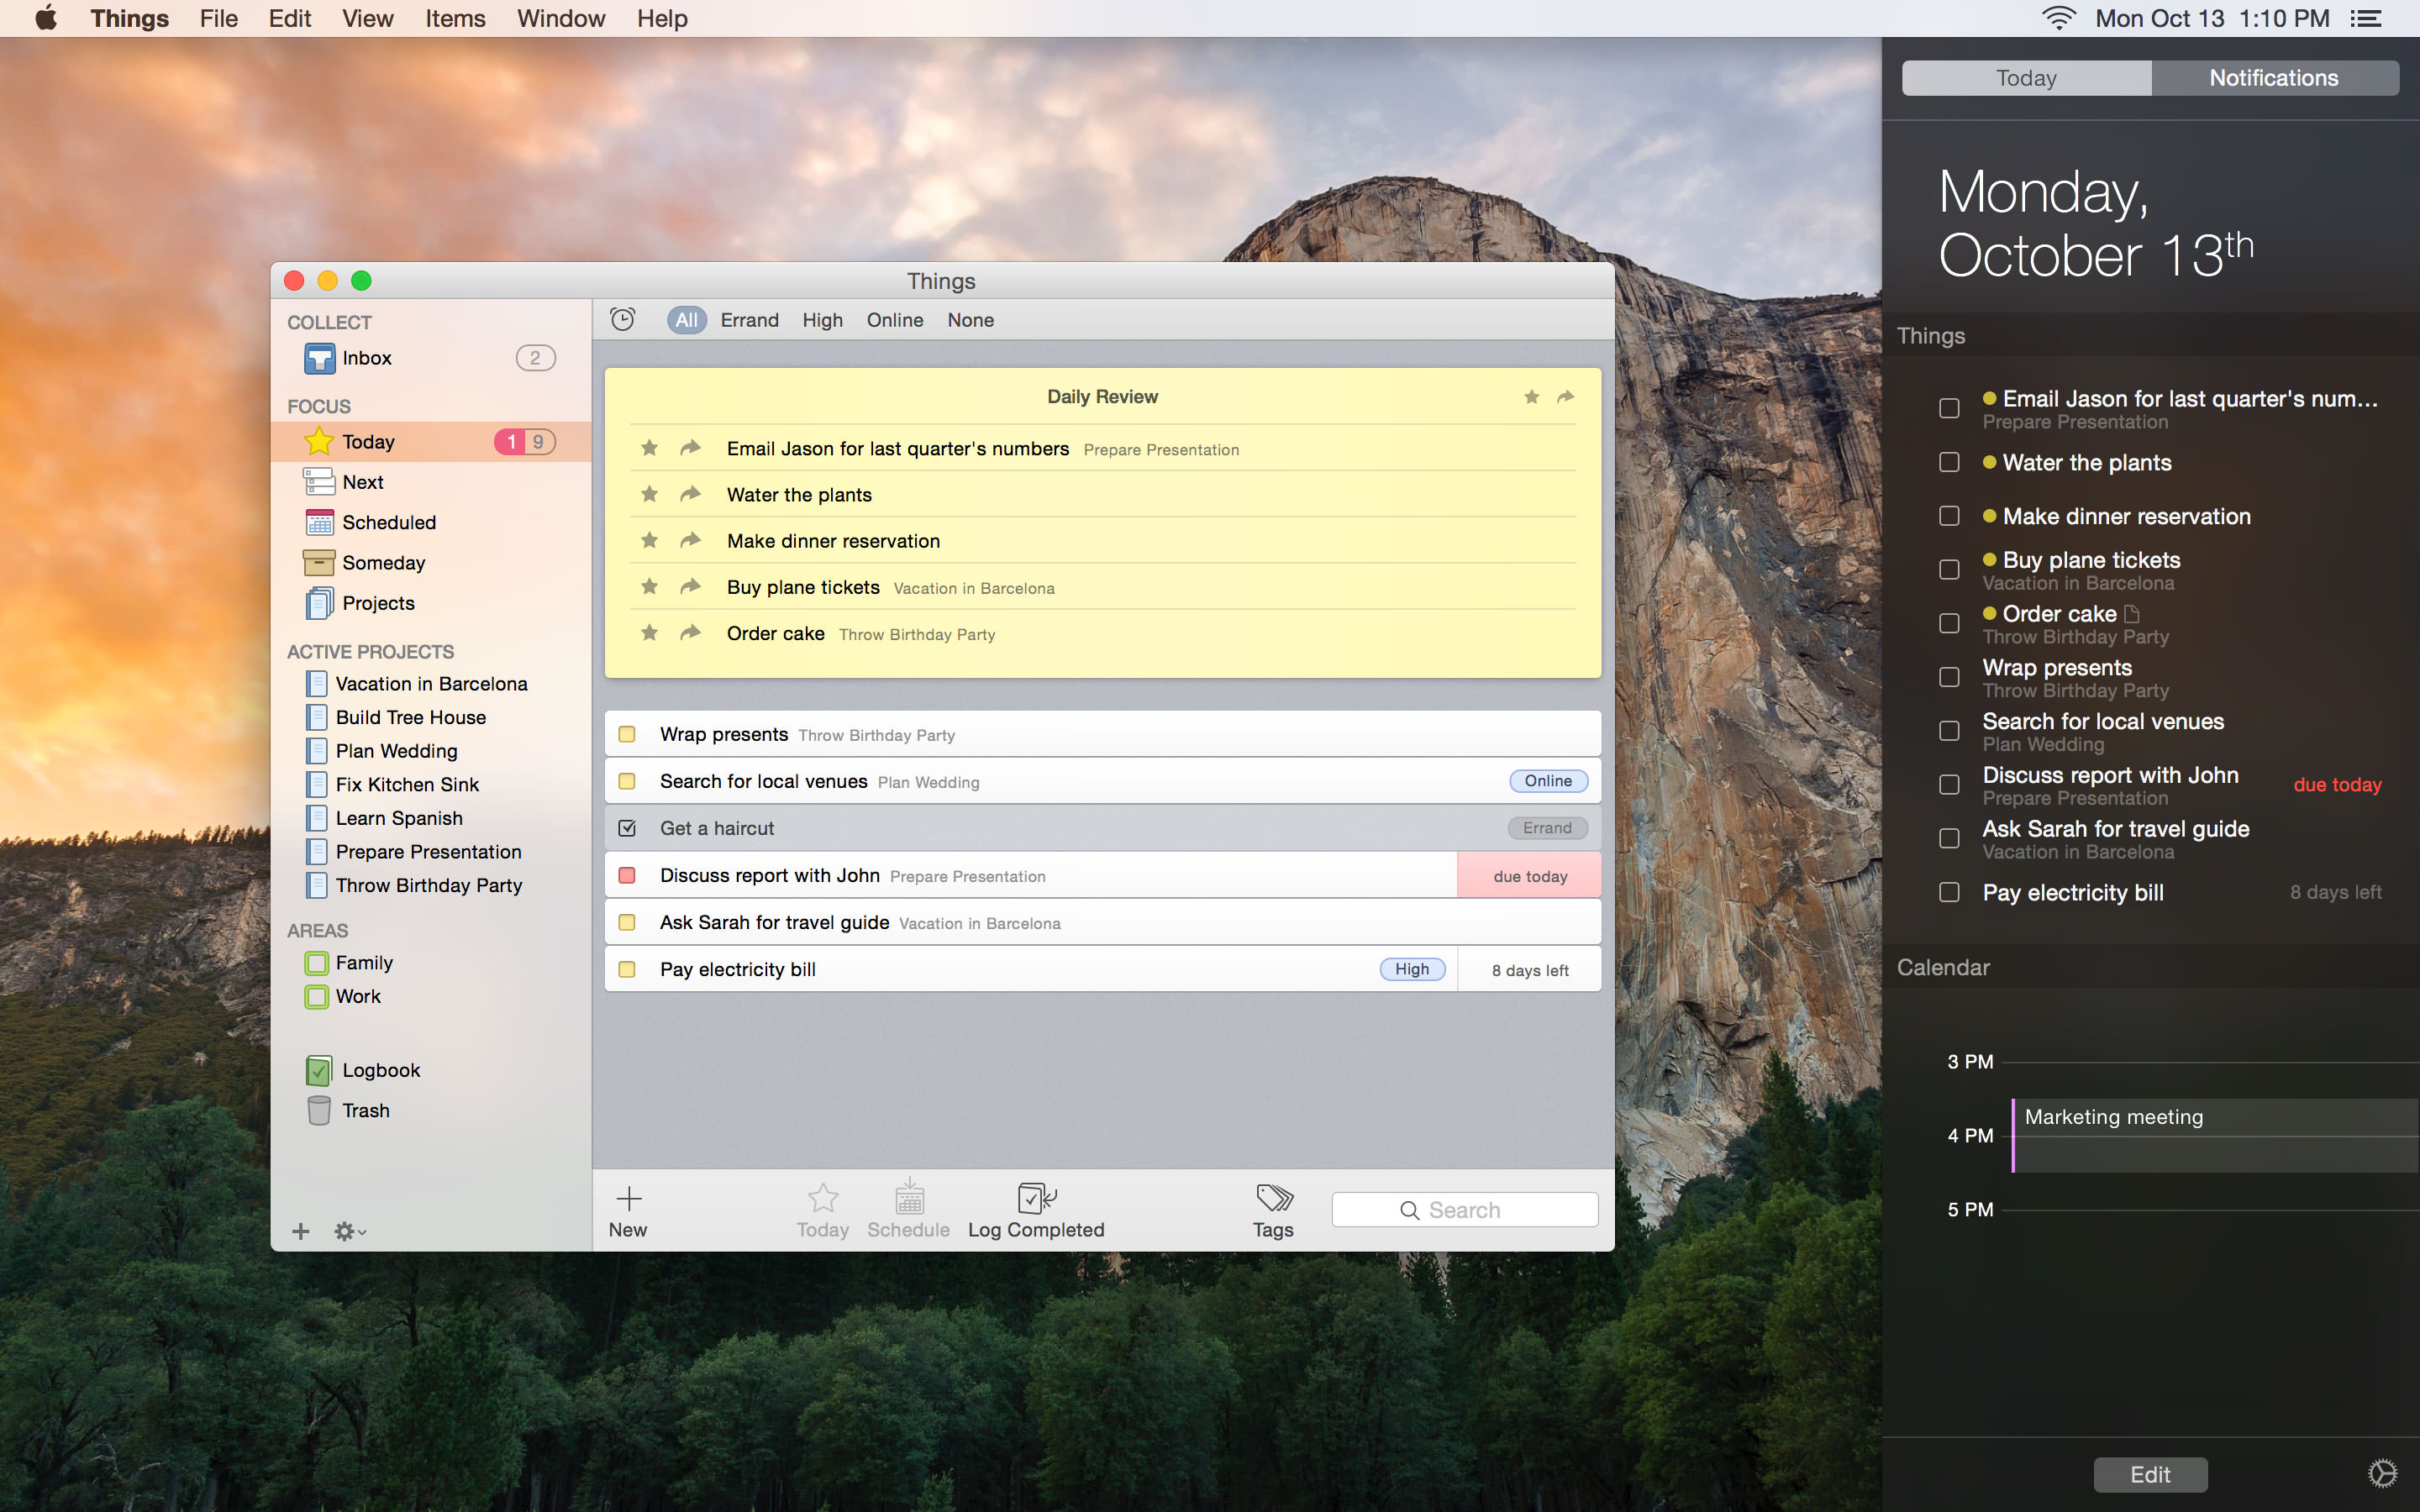 Things File Edit View Items Window Help
Mon Oct 13 1:10 PM
Things
COLLECT
Inbox 2
FOCUS
Today 1 9
Next
Scheduled
Someday
Projects
ACTIVE PROJECTS
Vacation in Barcelona
Build Tree House
Plan Wedding
Fix Kitchen Sink
Learn Spanish
Prepare Presentation
Throw Birthday Party
AREAS
Family
Work
Logbook
Trash
All Errand High Online None
Daily Review
Email Jason for last quarter's numbers Prepare Presentation
Water the plants
Make dinner reservation
Buy plane tickets Vacation in Barcelona
Order cake Throw Birthday Party
Wrap presents Throw Birthday Party
Search for local venues Plan Wedding Online
Get a haircut Errand
Discuss report with John Prepare Presentation due today
Ask Sarah for travel guide Vacation in Barcelona
Pay electricity bill High 8 days left
New Today Schedule Log Completed Tags Search
Today Notifications
Monday,
October 13th
Things
Email Jason for last quarter's num...
Prepare Presentation
Water the plants
Make dinner reservation
Buy plane tickets
Vacation in Barcelona
Order cake
Throw Birthday Party
Wrap presents
Throw Birthday Party
Search for local venues
Plan Wedding
Discuss report with John due today
Prepare Presentation
Ask Sarah for travel guide
Vacation in Barcelona
Pay electricity bill 8 days left
Calendar
3 PM
Marketing meeting
4 PM
5 PM
Edit